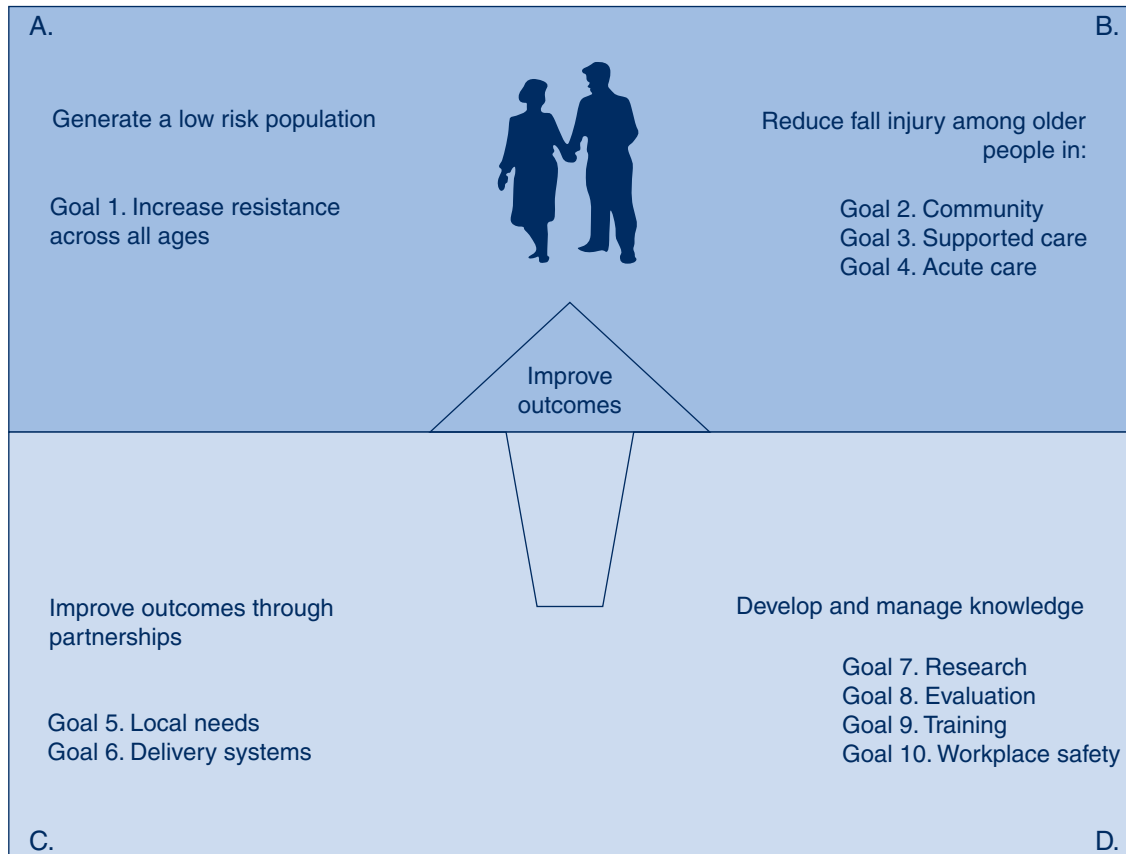 A.
B.
Generate a low risk population
Goal 1. Increase resistance
across all ages
Reduce fall injury among older
people in:
Goal 2. Community
Goal 3. Supported care
Goal 4. Acute care
Improve
outcomes
Improve outcomes through
partnerships
Goal 5. Local needs
Goal 6. Delivery systems
Develop and manage knowledge
Goal 7. Research
Goal 8. Evaluation
Goal 9. Training
Goal 10. Workplace safety
C.
D.